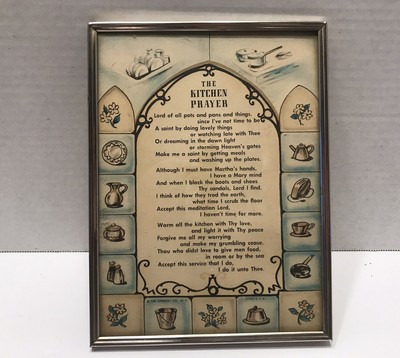 THE
KITCHEN
PRAYER
Lord of all pots and pans and things,
since I've not time to be
A saint by doing lovely things
or watching late with Thee
Or dreaming in the dawn light
or storming Heaven's gates
Make me a saint by getting meals
and washing up the plates.
Although I must have Martha's hands,
I have a Mary mind
And when I black the boots and shoes
Thy sandals, Lord I find.
I think of how they trod the earth,
what time I scrub the floor
Accept this meditation Lord,
I haven't time for more.
Warm all the kitchen with Thy love,
and light it with Thy peace
Forgive me all my worrying
and make my grumbling cease.
Thou who didst love to give men food,
in room or by the sea
Accept this service that I do,
I do it unto Thee.